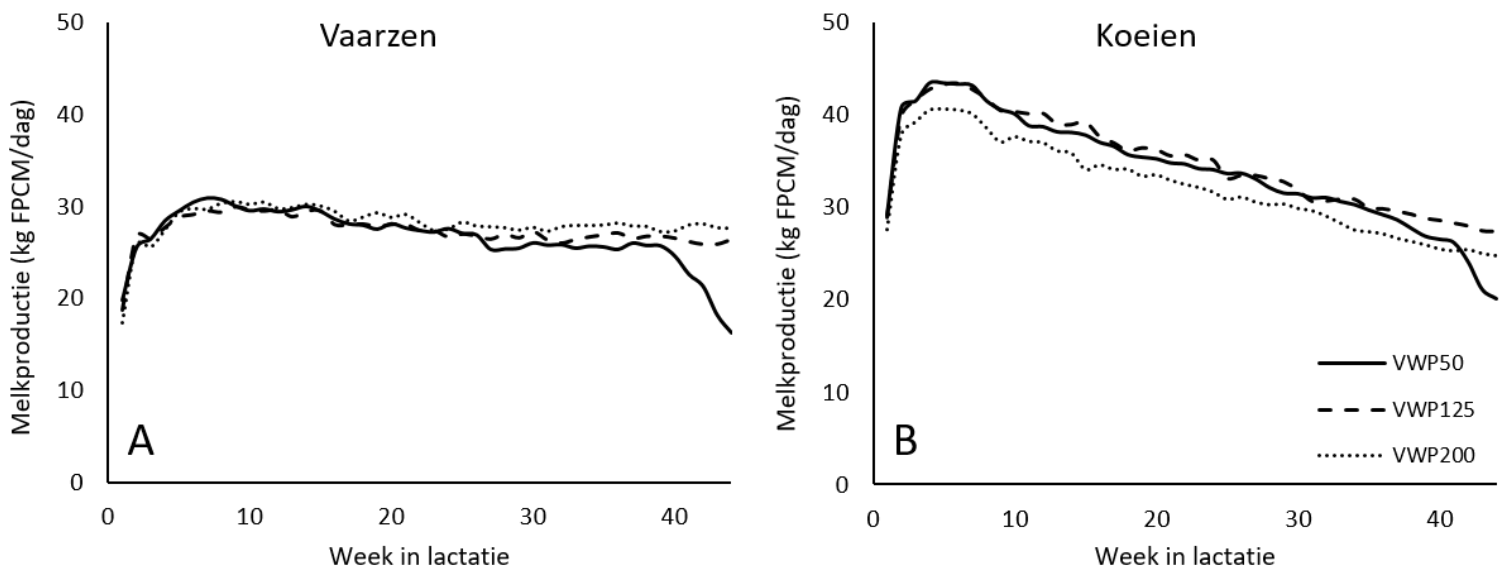 Vaarzen
Melkproductie (kg FPCM/dag)
50
40
30
20
10
0
A
0 10 20 30 40
Week in lactatie
Koeien
Melkproductie (kg FPCM/dag)
50
40
30
20
10
0
B
VWP50
VWP125
VWP200
0 10 20 30 40
Week in lactatie